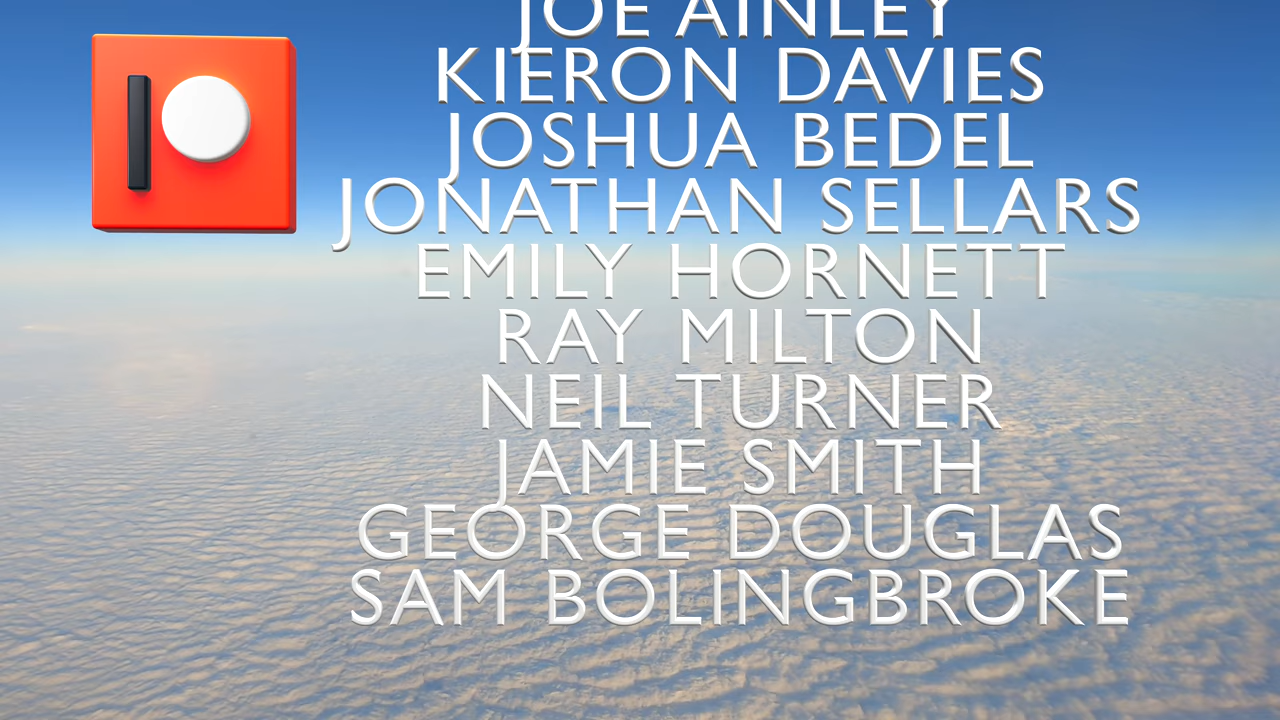 JOE AINLEY
KIERON DAVIES
JOSHUA BEDEL
JONATHAN SELLARS
EMILY HORNETT
RAY MILTON
NEIL TURNER
JAMIE SMITH
GEORGE DOUGLAS
SAM BOLINGBROKE